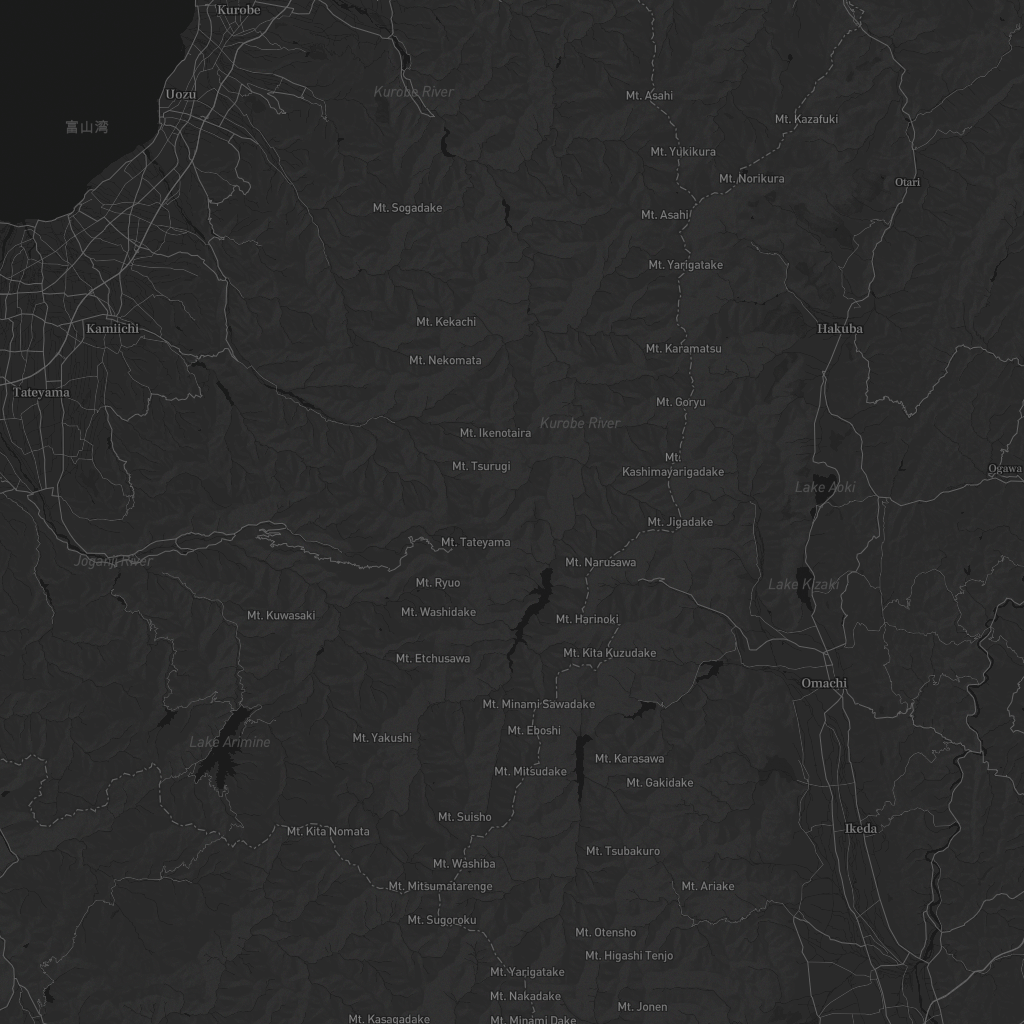 Kurobe
Kurobe River
Uozu
Mt. Asahi
Mt. Kazafuki
富山湾
Mt. Yukikura
Mt. Norikura
Otari
Mt. Sogadake
Mt. Asahi
Mt. Yarigatake
Mt. Kekachi
Kamiichi
Hakuba
Mt. Karamatsu
Mt. Nekomata
Tateyama
Mt. Goryu
Kurobe River
Mt. Ikenotaira
Mt. Tsurugi
Mt.
Kashimayarigadake
Ogawa
Lake Aoki
Mt. Jigadake
Mt. Tateyama
Joganji River
Mt. Narusawa
Mt. Ryuo
Lake Kizaki
Mt. Kuwasaki
Mt. Washidake
Mt. Harinoki
Mt. Etchusawa
Mt. Kita Kuzudake
Omachi
Mt. Minami Sawadake
Mt. Eboshi
Lake Arimine
Mt. Yakushi
Mt. Karasawa
Mt. Mitsudake
Mt. Gakidake
Mt. Suisho
Mt. Kita Nomata
Ikeda
Mt. Tsubakuro
Mt. Washiba
Mt. Mitsumatarenge
Mt. Ariake
Mt. Sugoroku
Mt. Otensho
Mt. Higashi Tenjo
Mt. Yarigatake
Mt. Nakadake
Mt. Jonen
Mt. Kasagadake
Mt. Minami Dake